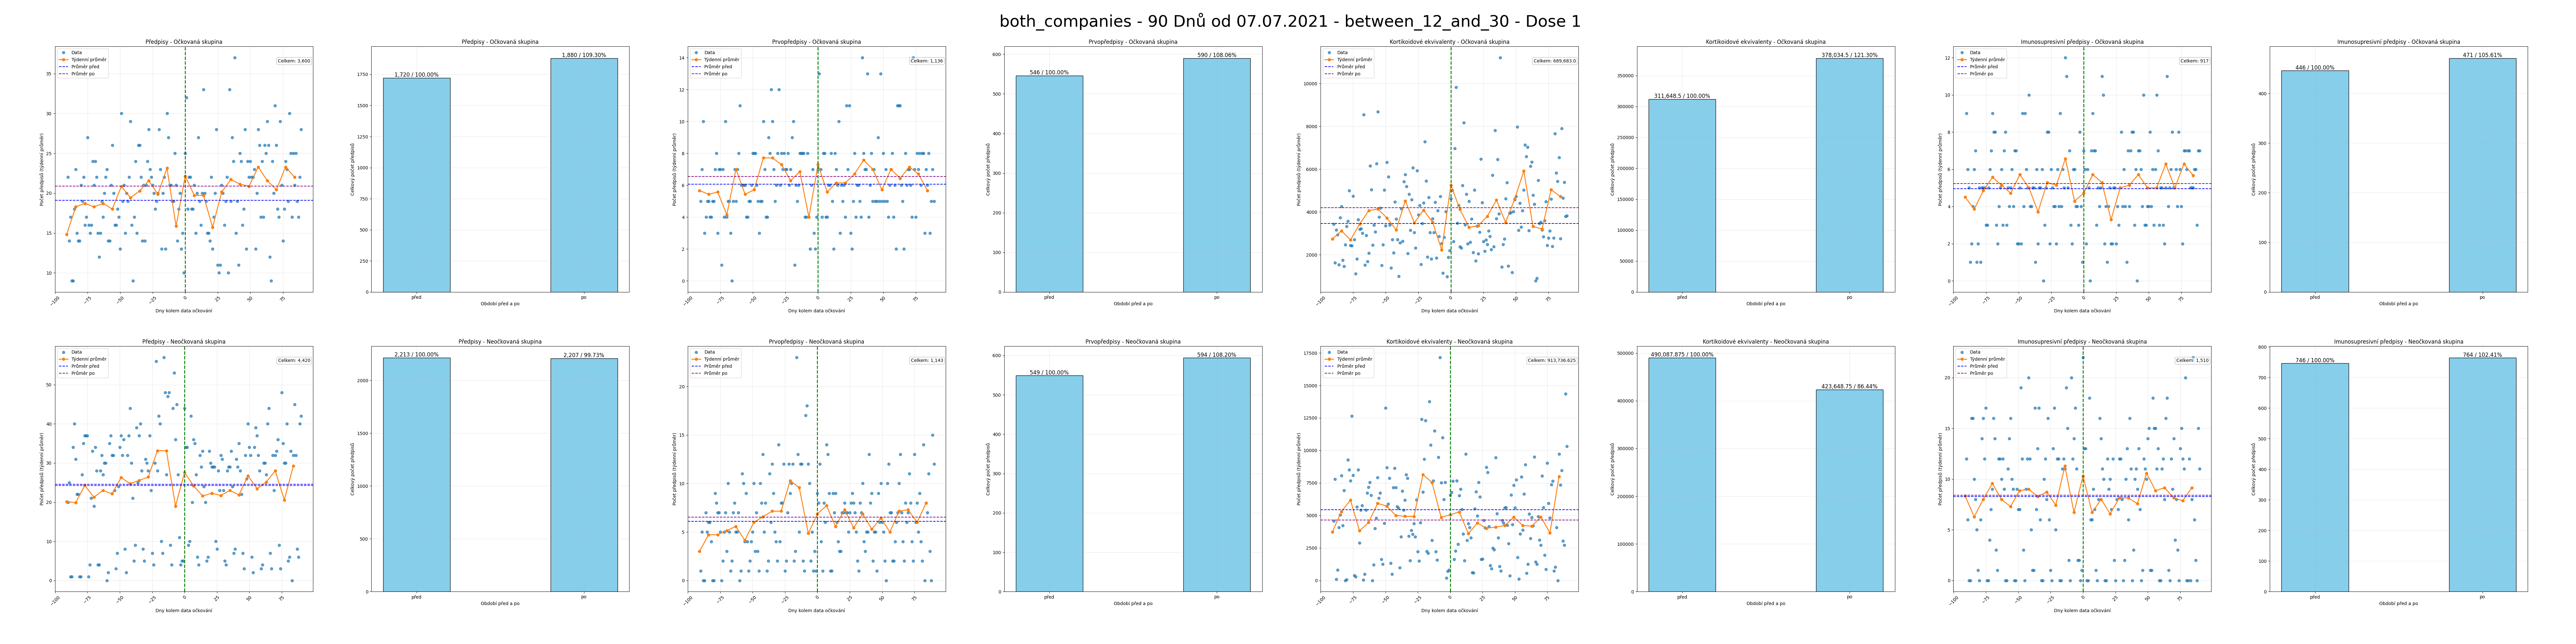 both_companies - 90 Dnů od 07.07.2021 - between_12_and_30 - Dose 1
Předpisy - Očkovaná skupina
Data
Týdenní průměr
Průměr před
Průměr po
Celkem: 3,600
Počet předpisů (týdenní průměr)
Dny kolem data očkování
Předpisy - Očkovaná skupina
1,720 / 100.00%
1,880 / 109.30%
Celkový počet předpisů
před
po
Období před a po
Prvopředpisy - Očkovaná skupina
Data
Týdenní průměr
Průměr před
Průměr po
Celkem: 1,136
Počet předpisů (týdenní průměr)
Dny kolem data očkování
Prvopředpisy - Očkovaná skupina
546 / 100.00%
590 / 108.06%
Celkový počet předpisů
před
po
Období před a po
Kortikoidové ekvivalenty - Očkovaná skupina
Data
Týdenní průměr
Průměr před
Průměr po
Celkem: 689,683.0
Počet předpisů (týdenní průměr)
Dny kolem data očkování
Kortikoidové ekvivalenty - Očkovaná skupina
311,648.5 / 100.00%
378,034.5 / 121.30%
Celkový počet předpisů
před
po
Období před a po
Imunosupresivní předpisy - Očkovaná skupina
Data
Týdenní průměr
Průměr před
Průměr po
Celkem: 917
Počet předpisů (týdenní průměr)
Dny kolem data očkování
Imunosupresivní předpisy - Očkovaná skupina
446 / 100.00%
471 / 105.61%
Celkový počet předpisů
před
po
Období před a po
Předpisy - Neočkovaná skupina
Data
Týdenní průměr
Průměr před
Průměr po
Celkem: 4,420
Počet předpisů (týdenní průměr)
Dny kolem data očkování
Předpisy - Neočkovaná skupina
2,213 / 100.00%
2,207 / 99.73%
Celkový počet předpisů
před
po
Období před a po
Prvopředpisy - Neočkovaná skupina
Data
Týdenní průměr
Průměr před
Průměr po
Celkem: 1,143
Počet předpisů (týdenní průměr)
Dny kolem data očkování
Prvopředpisy - Neočkovaná skupina
549 / 100.00%
594 / 108.20%
Celkový počet předpisů
před
po
Období před a po
Kortikoidové ekvivalenty - Neočkovaná skupina
Data
Týdenní průměr
Průměr před
Průměr po
Celkem: 913,736.625
Počet předpisů (týdenní průměr)
Dny kolem data očkování
Kortikoidové ekvivalenty - Neočkovaná skupina
490,087.875 / 100.00%
423,648.75 / 86.44%
Celkový počet předpisů
před
po
Období před a po
Imunosupresivní předpisy - Neočkovaná skupina
Data
Týdenní průměr
Průměr před
Průměr po
Celkem: 1,510
Počet předpisů (týdenní průměr)
Dny kolem data očkování
Imunosupresivní předpisy - Neočkovaná skupina
746 / 100.00%
764 / 102.41%
Celkový počet předpisů
před
po
Období před a po